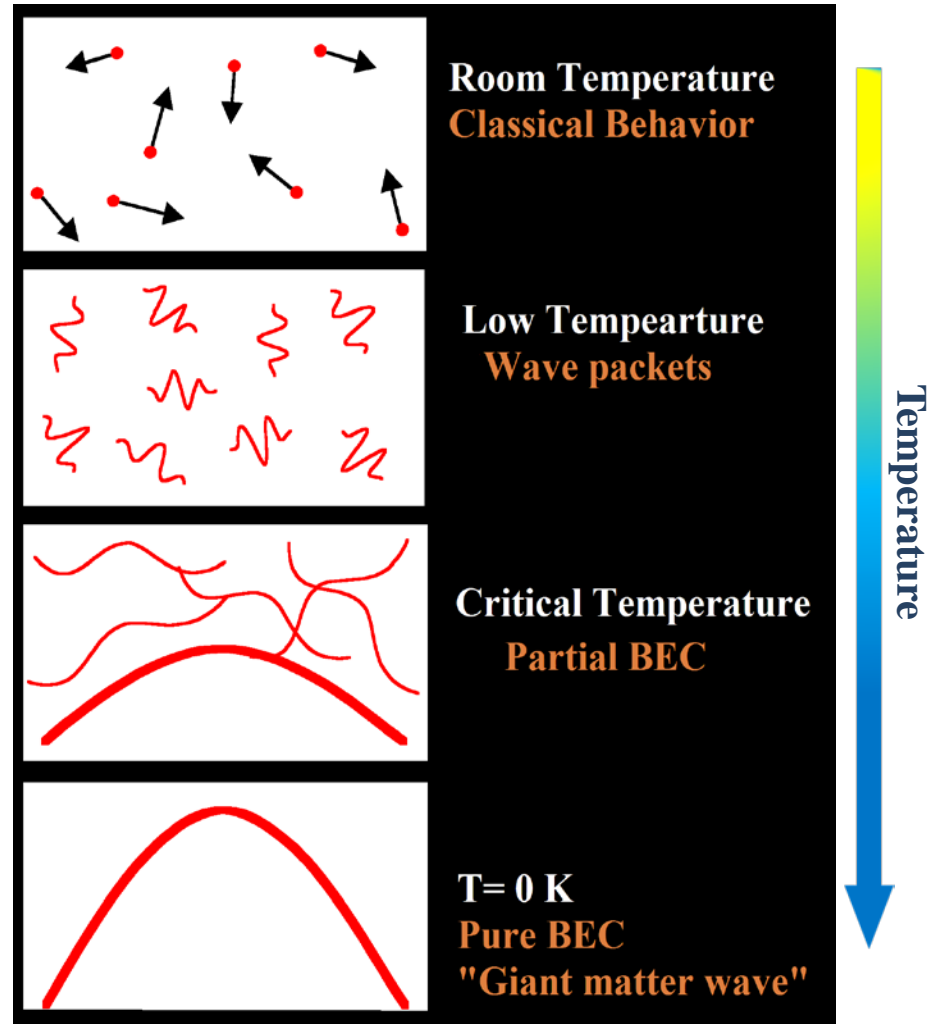 Room Temperature
Classical Behavior
Low Tempearture
Wave packets
Critical Temperature
Partial BEC
T= 0 K
Pure BEC
"Giant matter wave"
Temperature